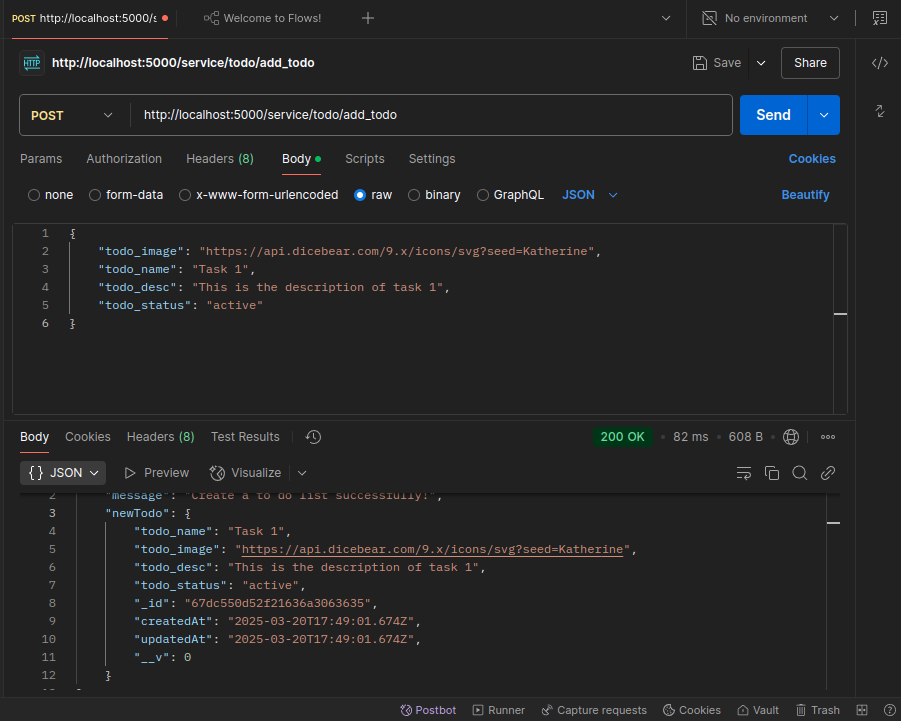 POST http://localhost:5000/s
Welcome to Flows!
No environment
HTTP http://localhost:5000/service/todo/add_todo
Save
Share
POST
http://localhost:5000/service/todo/add_todo
Send
Params Authorization Headers (8) Body Scripts Settings Cookies
none form-data x-www-form-urlencoded raw binary GraphQL JSON Beautify
1 {
2 "todo_image": "https://api.dicebear.com/9.x/icons/svg?seed=Katherine",
3 "todo_name": "Task 1",
4 "todo_desc": "This is the description of task 1",
5 "todo_status": "active"
6 }
Body Cookies Headers (8) Test Results 200 OK 82 ms 608 B
{} JSON Preview Visualize
2 "message": "Create a to do list successfully!",
3 "newTodo": {
4 "todo_name": "Task 1",
5 "todo_image": "https://api.dicebear.com/9.x/icons/svg?seed=Katherine",
6 "todo_desc": "This is the description of task 1",
7 "todo_status": "active",
8 "_id": "67dc550d52f21636a3063635",
9 "createdAt": "2025-03-20T17:49:01.674Z",
10 "updatedAt": "2025-03-20T17:49:01.674Z",
11 "__v": 0
12 }
Postbot Runner Capture requests Cookies Vault Trash